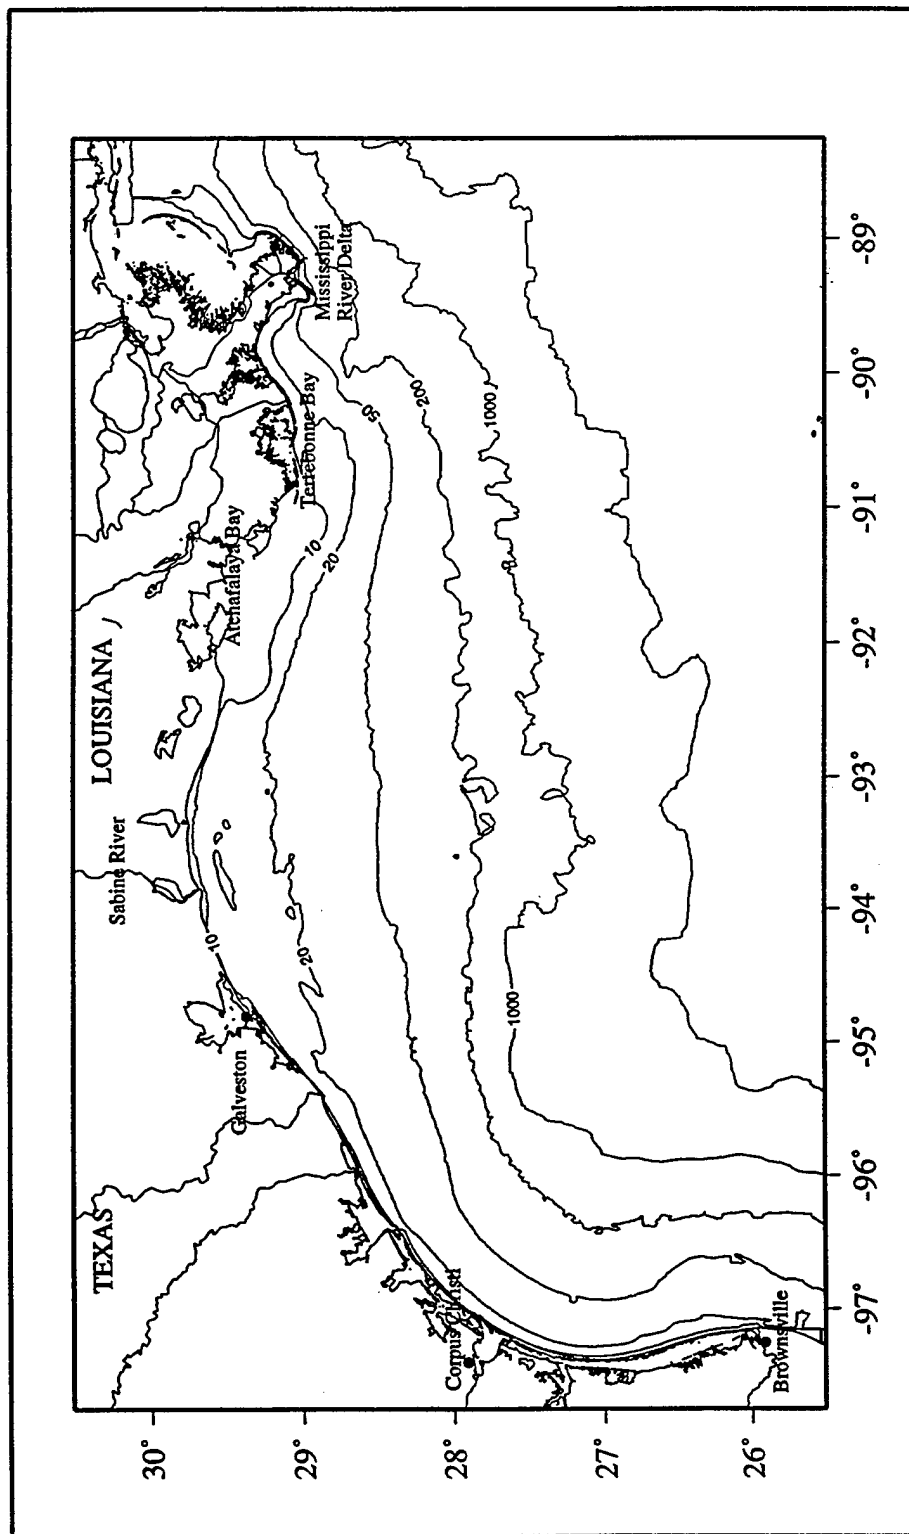 TEXAS
LOUISIANA
Sabine River
Galveston
Corpus Christi
Brownsville
Atchafalaya Bay
Terrebonne Bay
Mississippi
River Delta
10
20
10
20
50
200
1000
1000
30°
29°
28°
27°
26°
-97°
-96°
-95°
-94°
-93°
-92°
-91°
-90°
-89°